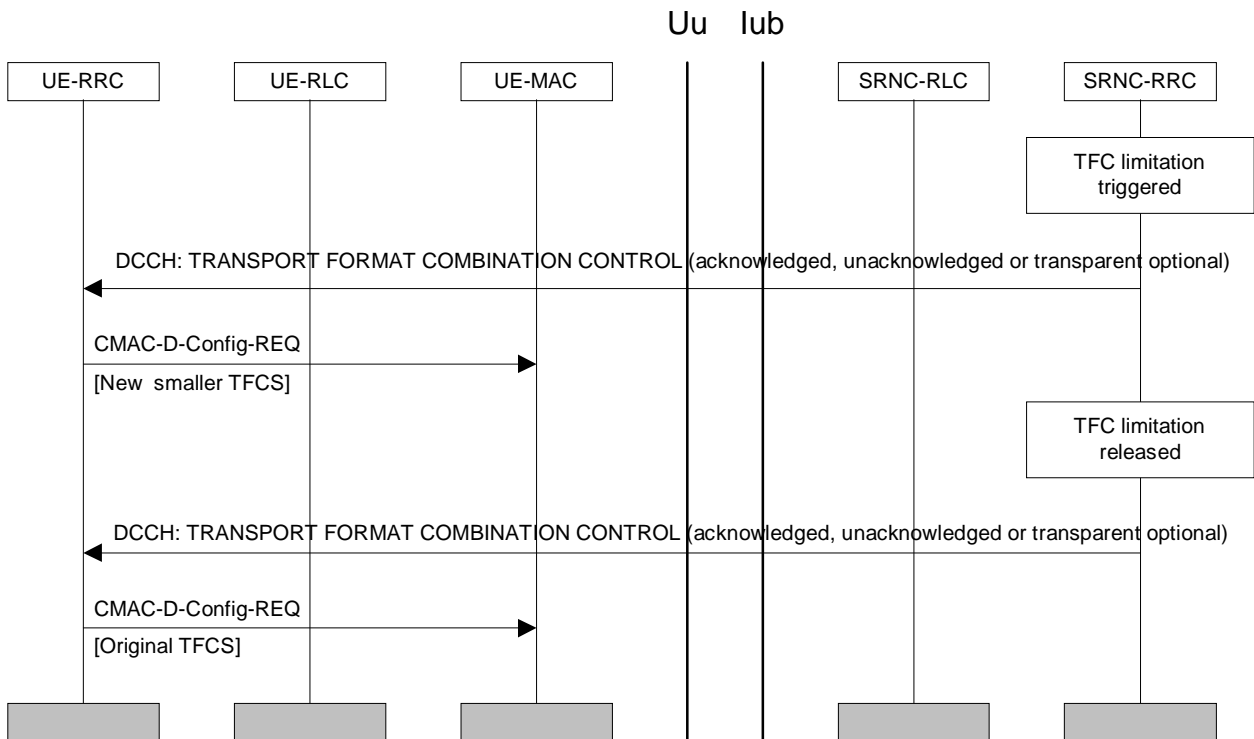 Uu Iub
UE-RRC UE-RLC UE-MAC SRNC-RLC SRNC-RRC
TFC limitation
triggered
DCCH: TRANSPORT FORMAT COMBINATION CONTROL (acknowledged, unacknowledged or transparent optional)
CMAC-D-Config-REQ
[New smaller TFCS]
TFC limitation
released
DCCH: TRANSPORT FORMAT COMBINATION CONTROL (acknowledged, unacknowledged or transparent optional)
CMAC-D-Config-REQ
[Original TFCS]